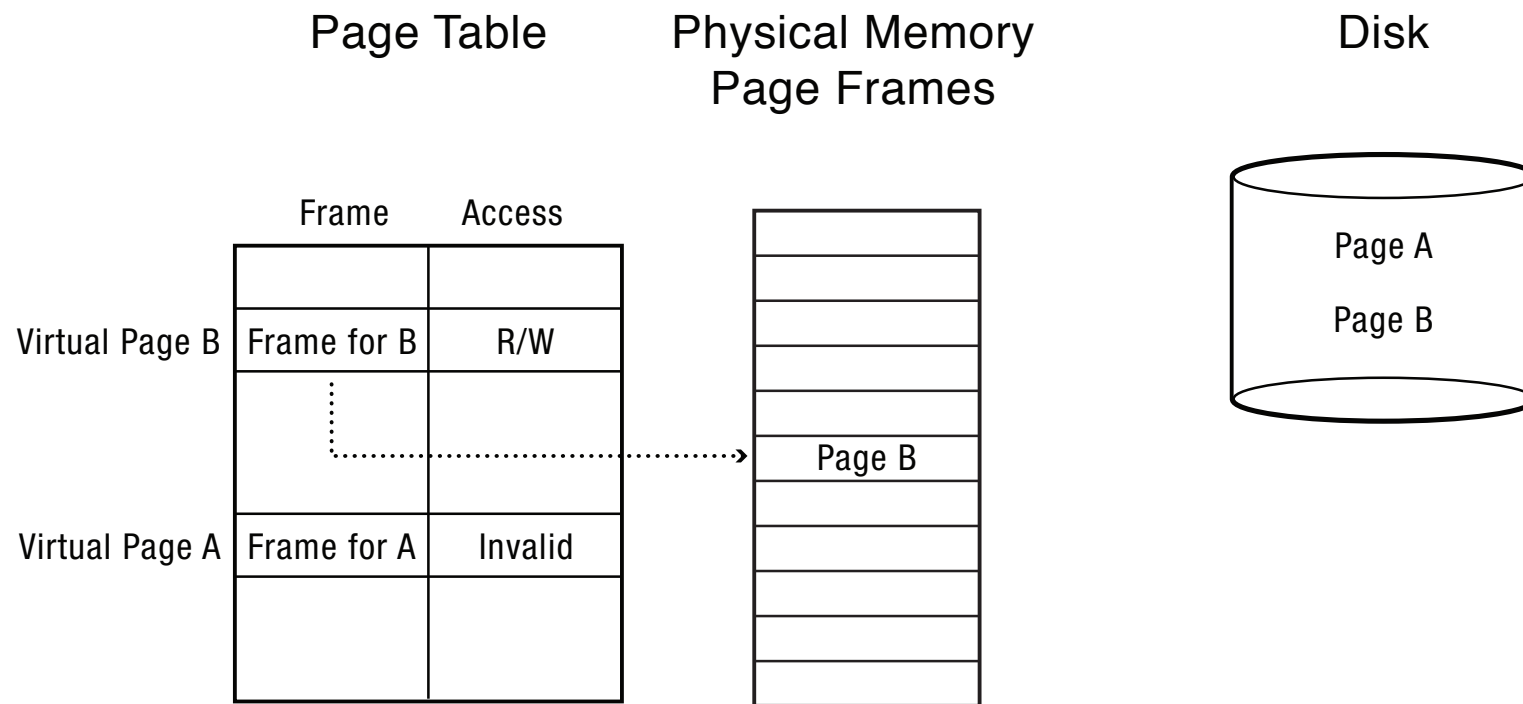 Page Table
Physical Memory
Page Frames
Disk
Frame Access
Virtual Page B Frame for B R/W
Page B
Virtual Page A Frame for A Invalid
Page A
Page B